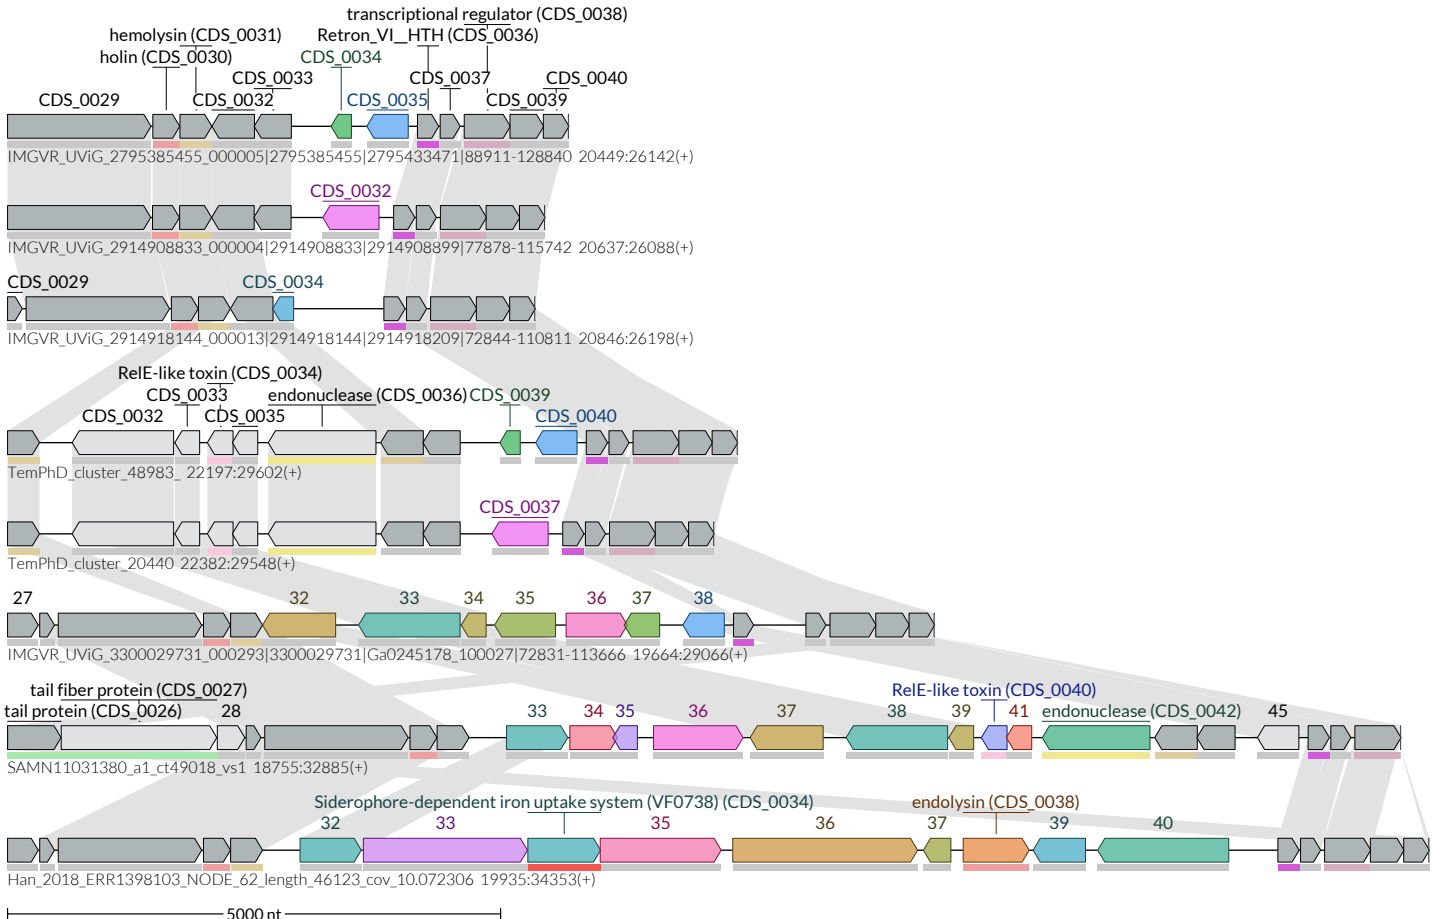 transcriptional regulator (CDS_0038)
hemolysin (CDS_0031) Retron_VI__HTH (CDS_0036)
holin (CDS_0030) CDS_0034
CDS_0033 CDS_0037 CDS_0040
CDS_0029 CDS_0032 CDS_0035 CDS_0039
IMGVR_UViG_2795385455_000005|2795385455|2795433471|88911-128840 20449:26142(+)
CDS_0032
IMGVR_UViG_2914908833_000004|2914908833|2914908899|77878-115742 20637:26088(+)
CDS_0029 CDS_0034
IMGVR_UViG_2914918144_000013|2914918144|2914918209|72844-110811 20846:26198(+)
RelE-like toxin (CDS_0034)
CDS_0033 endonuclease (CDS_0036) CDS_0039
CDS_0032 CDS_0035 CDS_0040
TemPhD_cluster_48983_ 22197:29602(+)
CDS_0037
TemPhD_cluster_20440 22382:29548(+)
27 32 33 34 35 36 37 38
IMGVR_UViG_3300029731_000293|3300029731|Ga0245178_100027|72831-113666 19664:29066(+)
tail fiber protein (CDS_0027) RelE-like toxin (CDS_0040)
tail protein (CDS_0026) 28 33 34 35 36 37 38 39 41 endonuclease (CDS_0042) 45
SAMN11031380_a1_ct49018_vs1 18755:32885(+)
Siderophore-dependent iron uptake system (VF0738) (CDS_0034) endolysin (CDS_0038)
32 33 35 36 37 39 40
Han_2018_ERR1398103_NODE_62_length_46123_cov_10.072306 19935:34353(+)
5000 nt